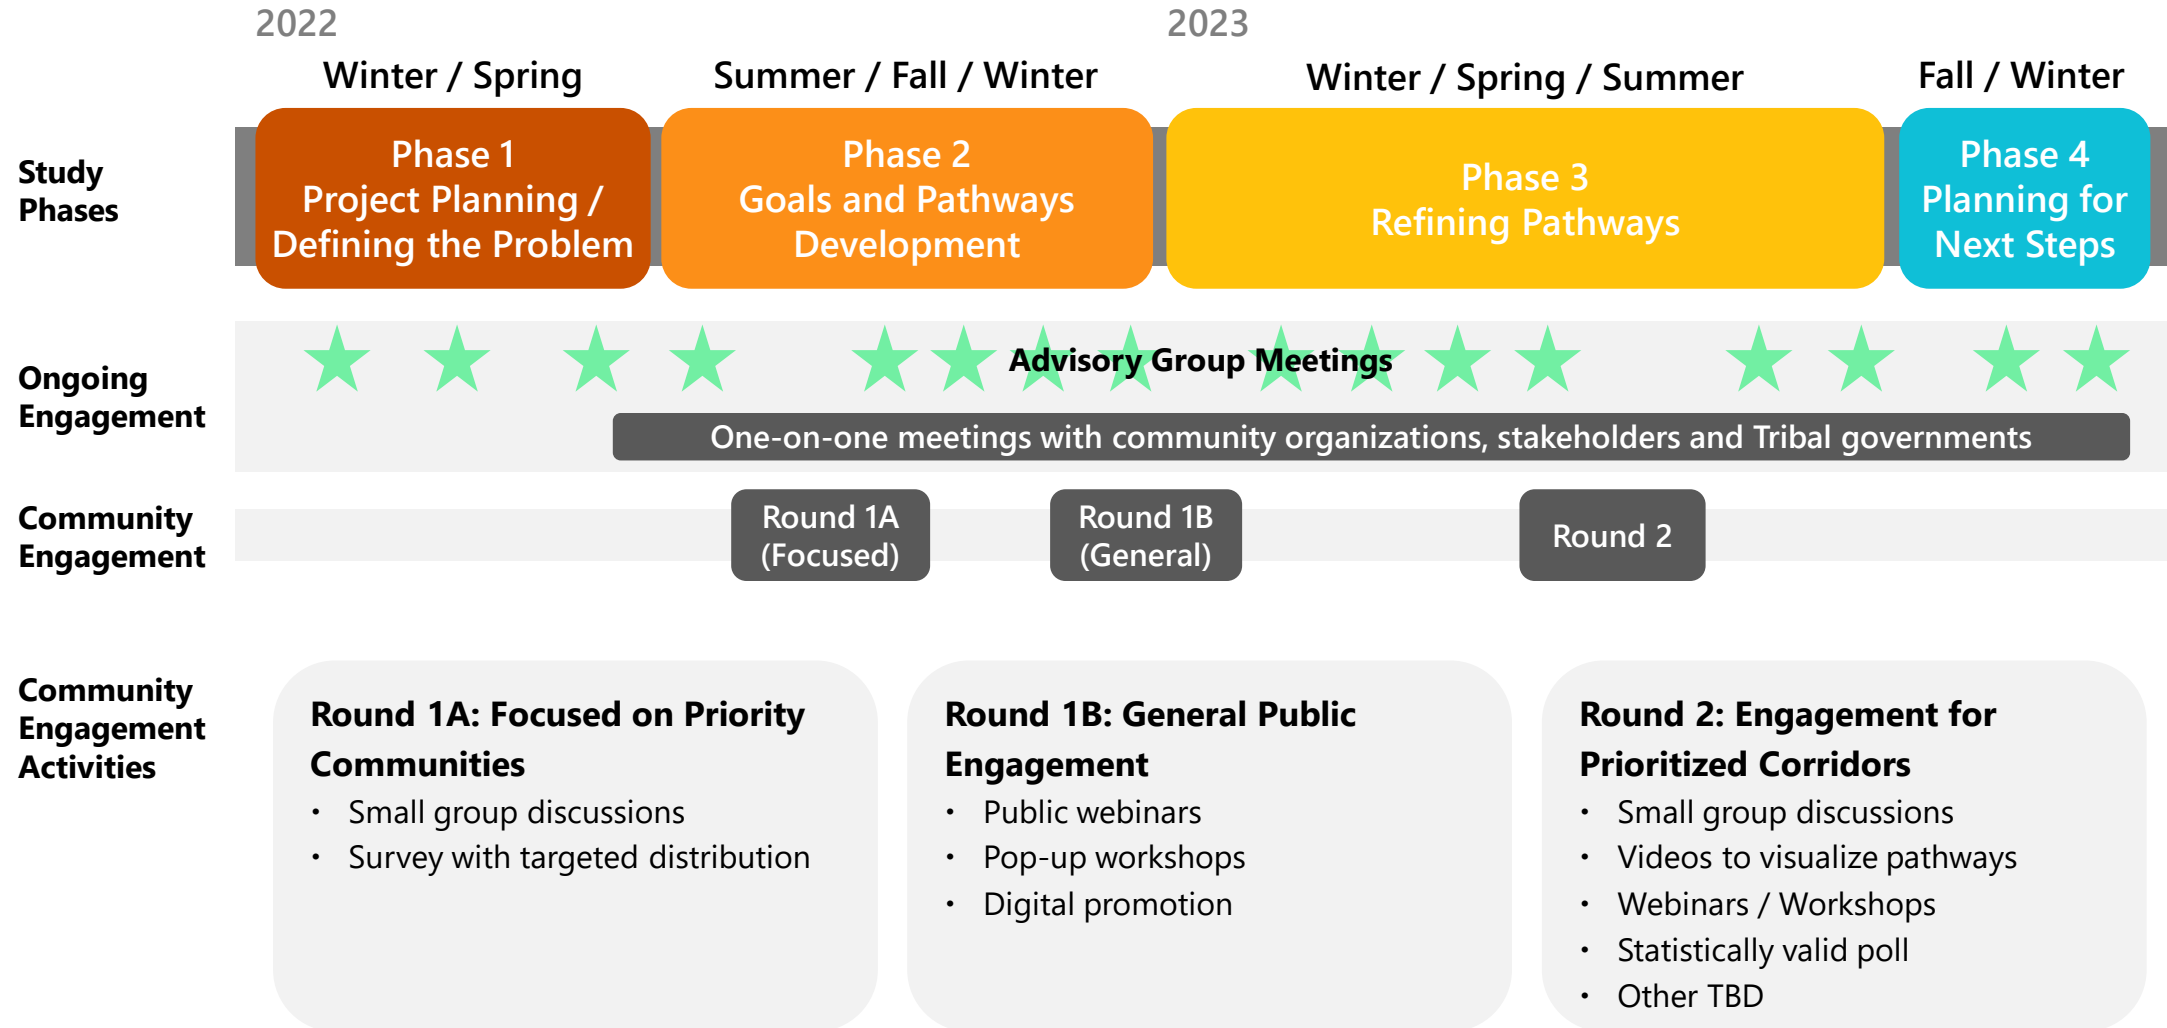 2022
2023
Winter / Spring
Summer / Fall / Winter
Winter / Spring / Summer
Fall / Winter
Study
Phases
Phase 1
Project Planning /
Defining the Problem
Phase 2
Goals and Pathways
Development
Phase 3
Refining Pathways
Phase 4
Planning for
Next Steps
Ongoing
Engagement
Advisory Group Meetings
One-on-one meetings with community organizations, stakeholders and Tribal governments
Community
Engagement
Round 1A
(Focused)
Round 1B
(General)
Round 2
Community
Engagement
Activities
Round 1A: Focused on Priority
Communities
• Small group discussions
• Survey with targeted distribution
Round 1B: General Public
Engagement
• Public webinars
• Pop-up workshops
• Digital promotion
Round 2: Engagement for
Prioritized Corridors
• Small group discussions
• Videos to visualize pathways
• Webinars / Workshops
• Statistically valid poll
• Other TBD